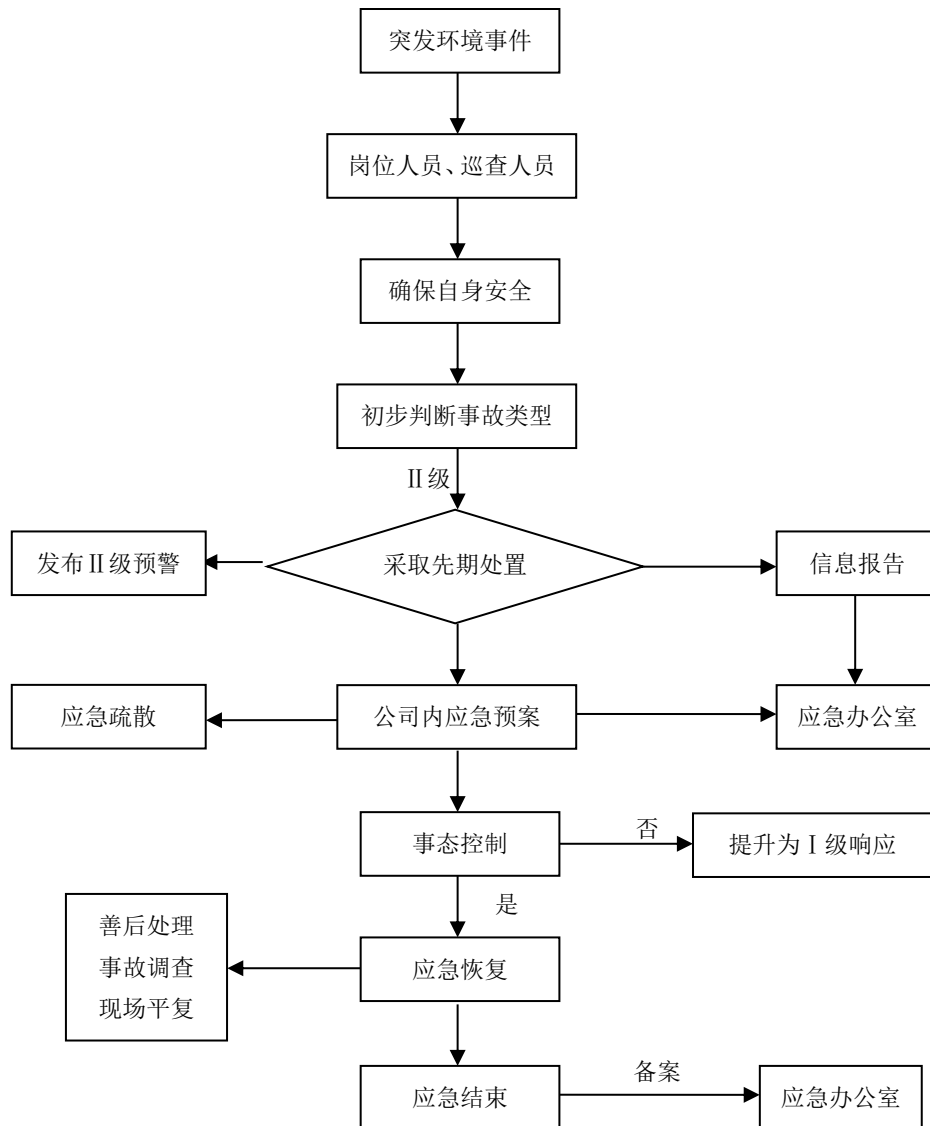 突发环境事件
岗位人员、巡查人员
确保自身安全
初步判断事故类型
Ⅱ级
发布Ⅱ级预警
采取先期处置
信息报告
应急疏散
公司内应急预案
应急办公室
事态控制
否
提升为Ⅰ级响应
是
善后处理
事故调查
现场平复
应急恢复
应急结束
备案
应急办公室